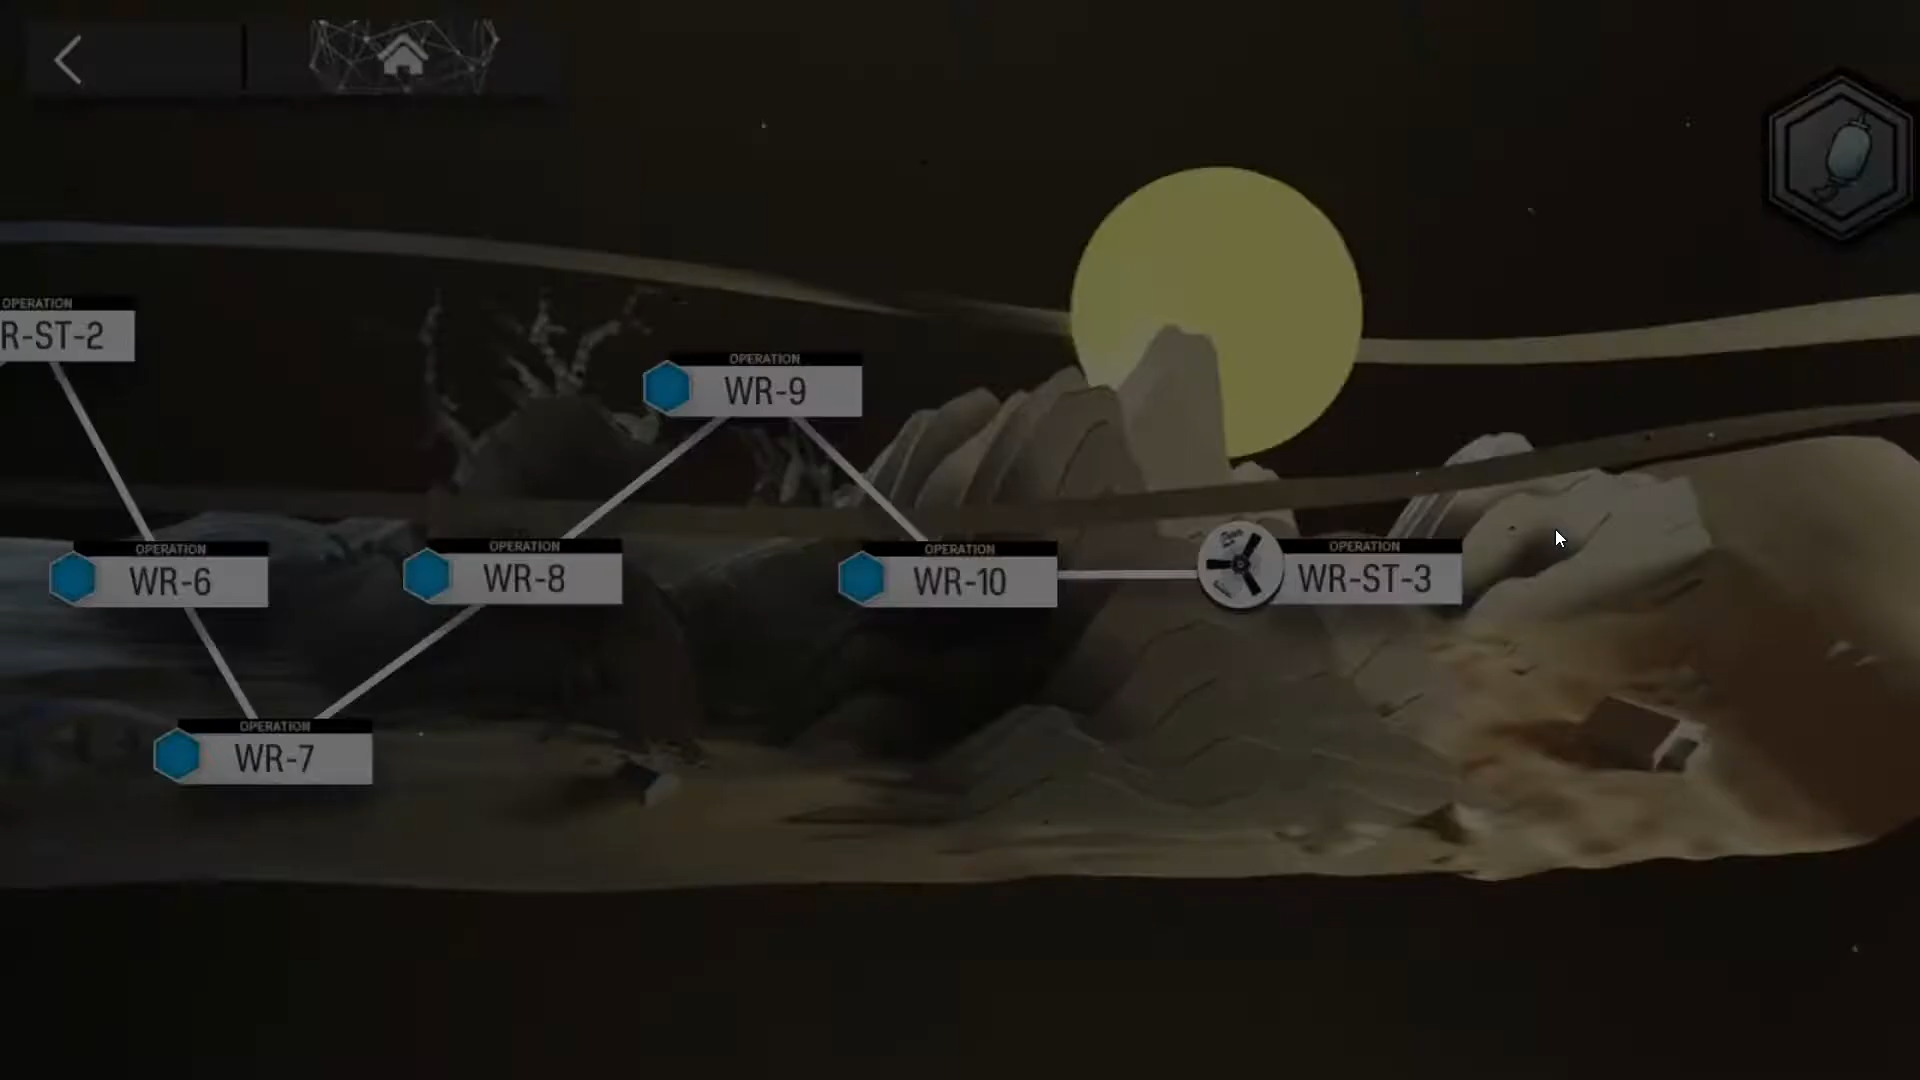 OPERATION
R-ST-2
OPERATION
WR-9
OPERATION
WR-6
OPERATION
WR-8
OPERATION
WR-10
OPERATION
WR-ST-3
OPERATION
WR-7